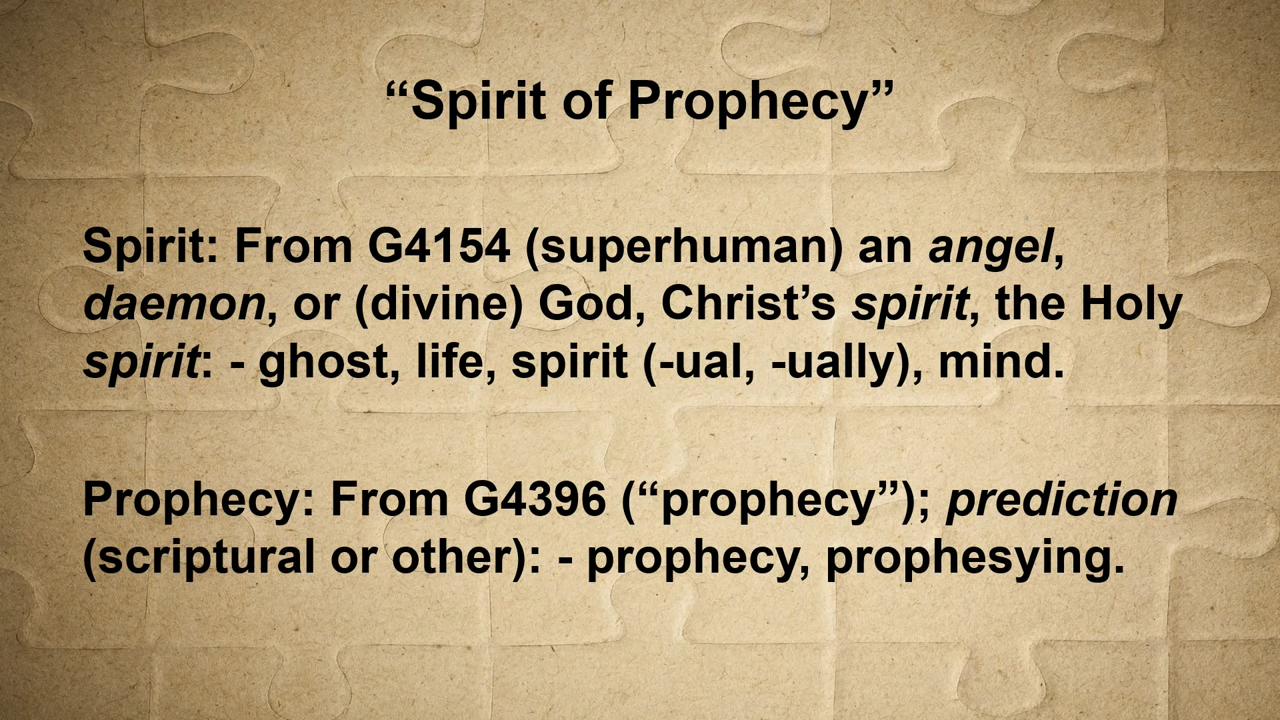 “Spirit of Prophecy”
Spirit: From G4154 (superhuman) an angel,
daemon, or (divine) God, Christ’s spirit, the Holy
spirit: - ghost, life, spirit (-ual, -ually), mind.
Prophecy: From G4396 (“prophecy”); prediction
(scriptural or other): - prophecy, prophesying.